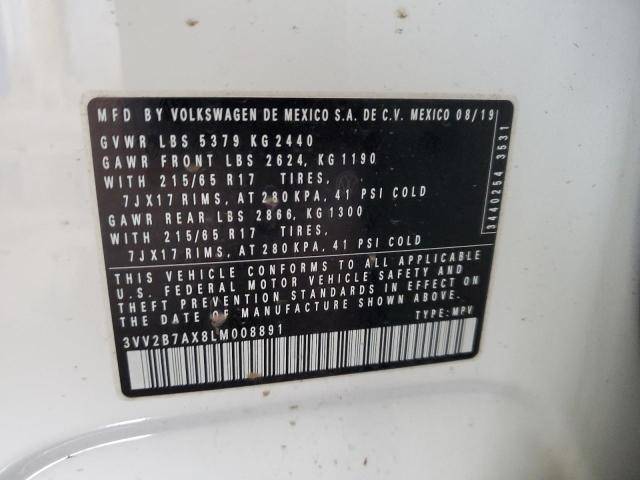 MFD BY VOLKSWAGEN DE MEXICO S.A. DE C.V. MEXICO 08/19
GVWR LBS 5379 KG 2440
GAWR FRONT LBS 2624, KG 1190
WITH 215/65 R17 TIRES,
7JX17 RIMS, AT 280 KPA, 41 PSI COLD
GAWR REAR LBS 2866, KG 1300
WITH 215/65 R17 TIRES,
7JX17 RIMS, AT 280 KPA, 41 PSI COLD
3440254 3531
THIS VEHICLE CONFORMS TO ALL APPLICABLE
U.S. FEDERAL MOTOR VEHICLE SAFETY AND
THEFT PREVENTION STANDARDS IN EFFECT ON
THE DATE OF MANUFACTURE SHOWN ABOVE.
3VV2B7AX8LM008891
TYPE: MPV